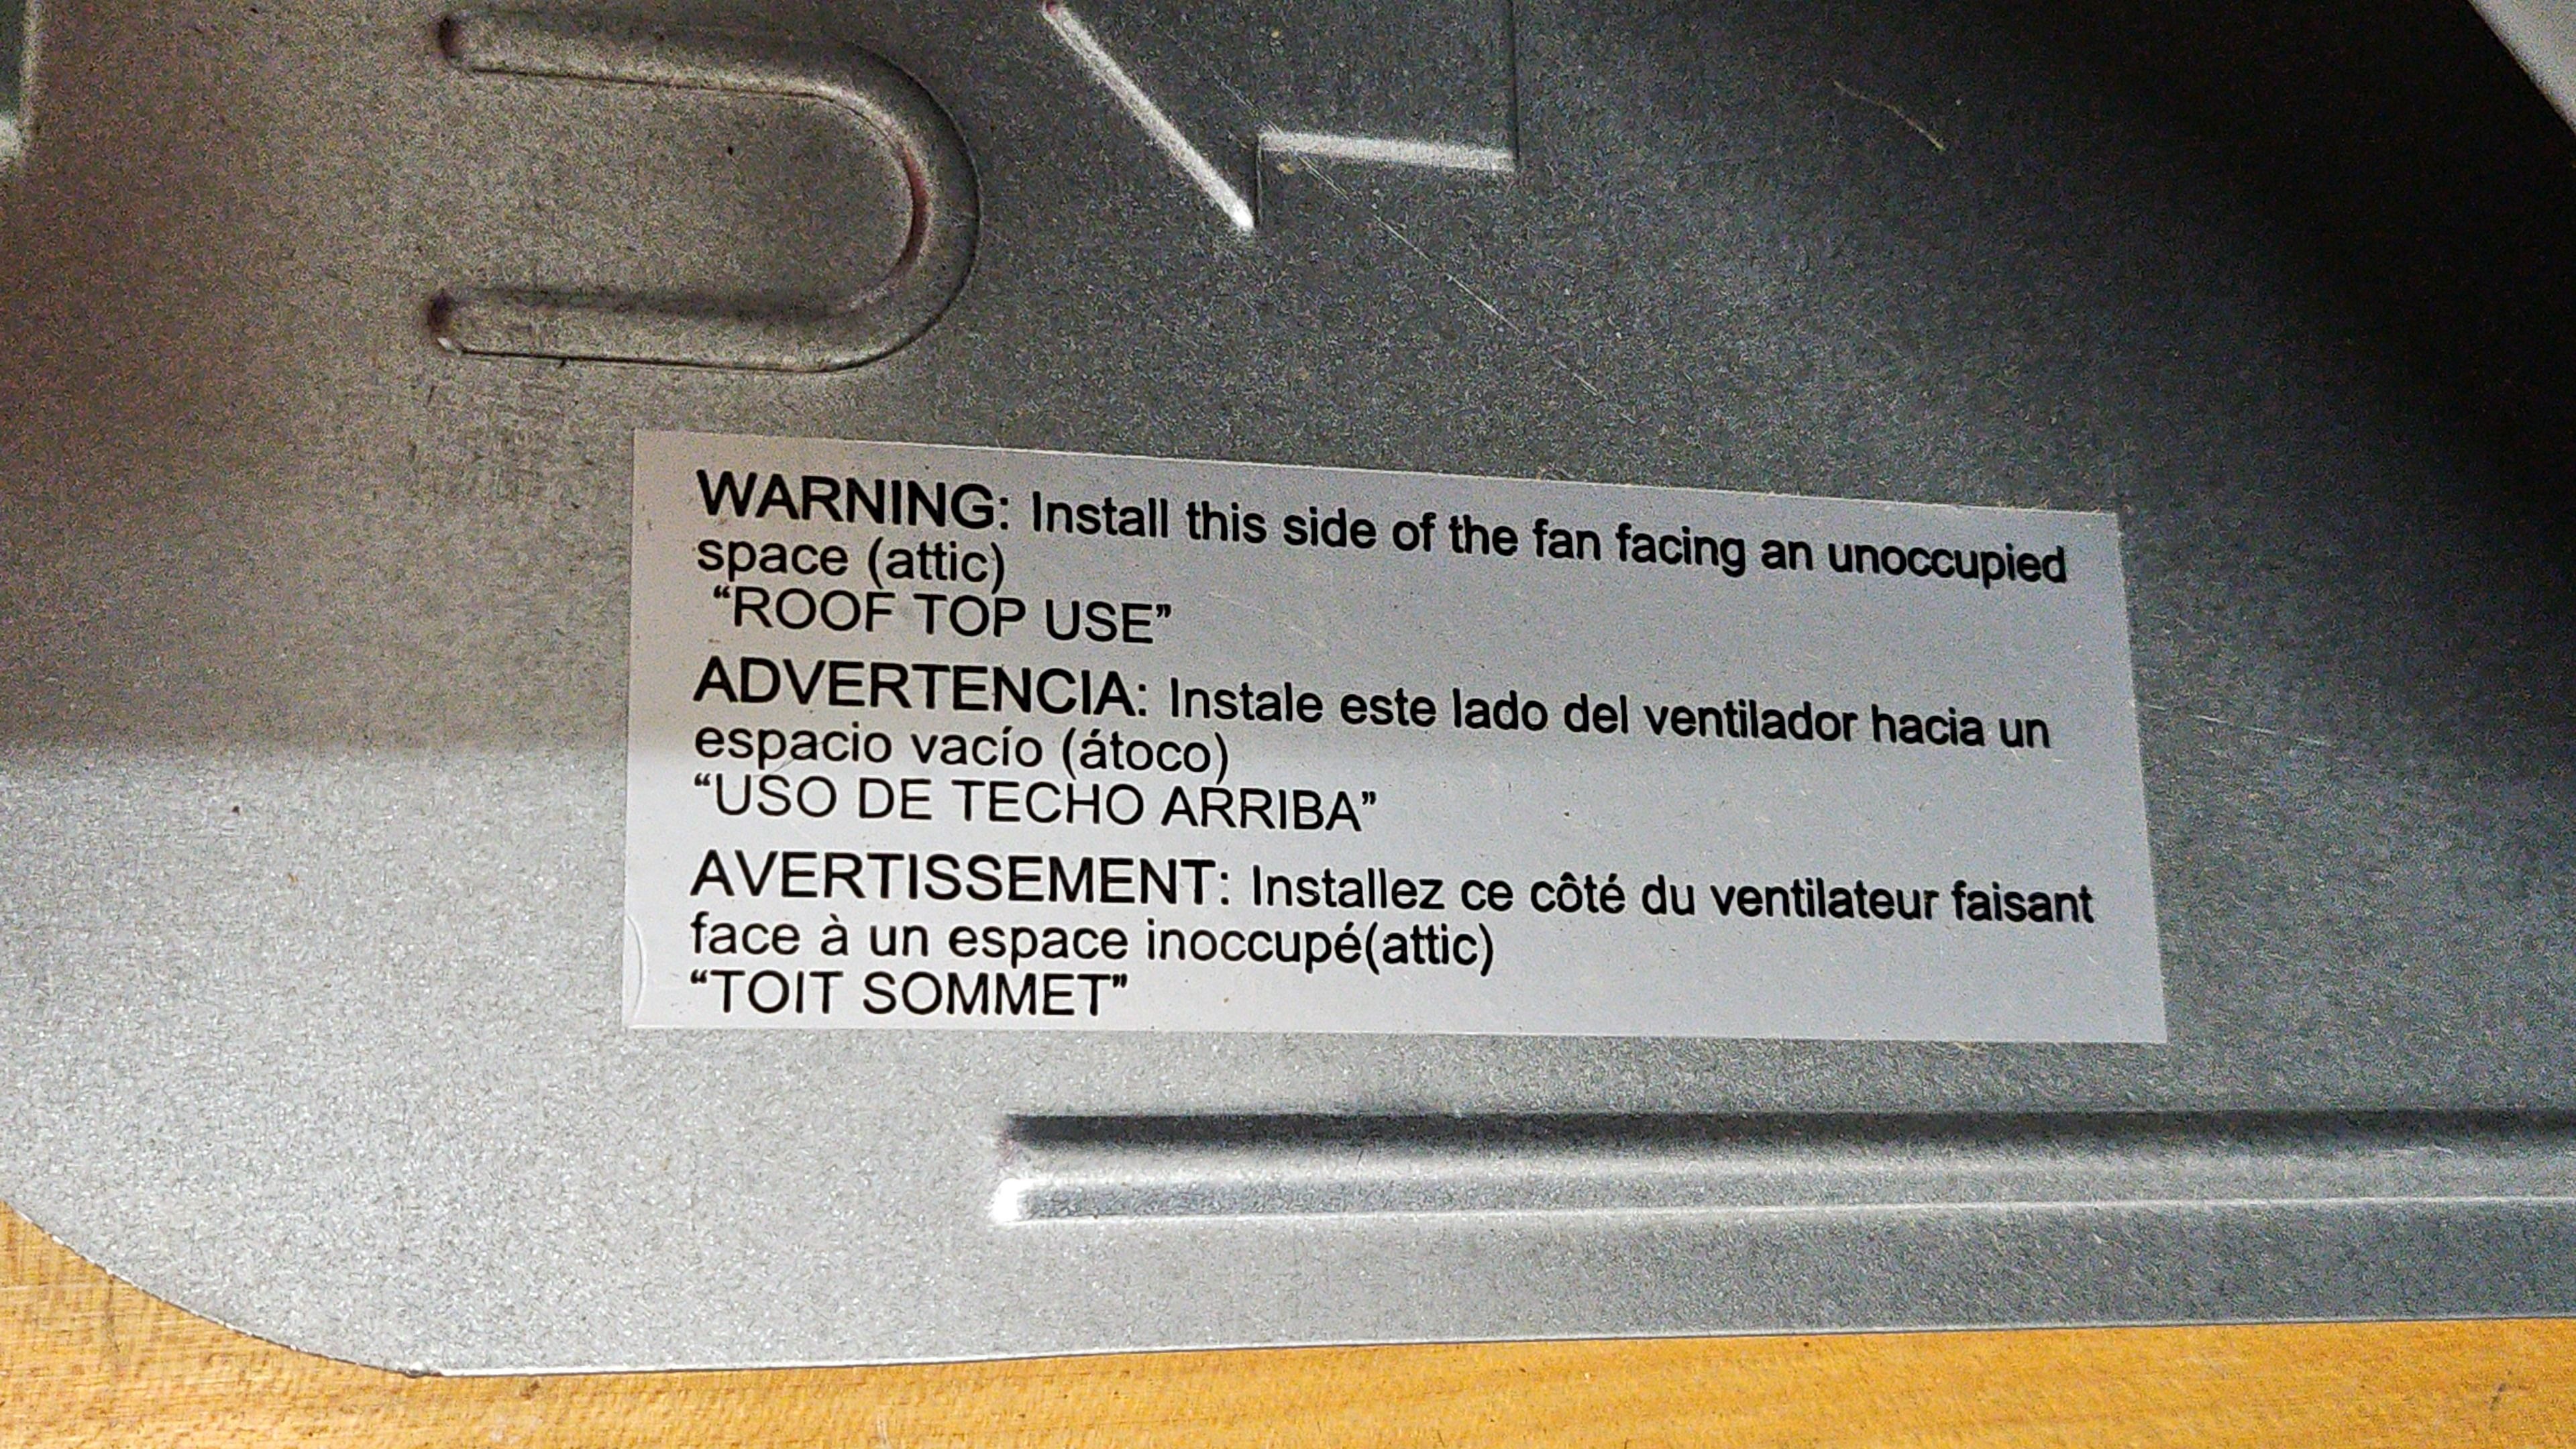 WARNING: Install this side of the fan facing an unoccupied
space (attic)
“ROOF TOP USE”
ADVERTENCIA: Instale este lado del ventilador hacia un
espacio vacío (átoco)
“USO DE TECHO ARRIBA”
AVERTISSEMENT: Installez ce côté du ventilateur faisant
face à un espace inoccupé(attic)
“TOIT SOMMET”